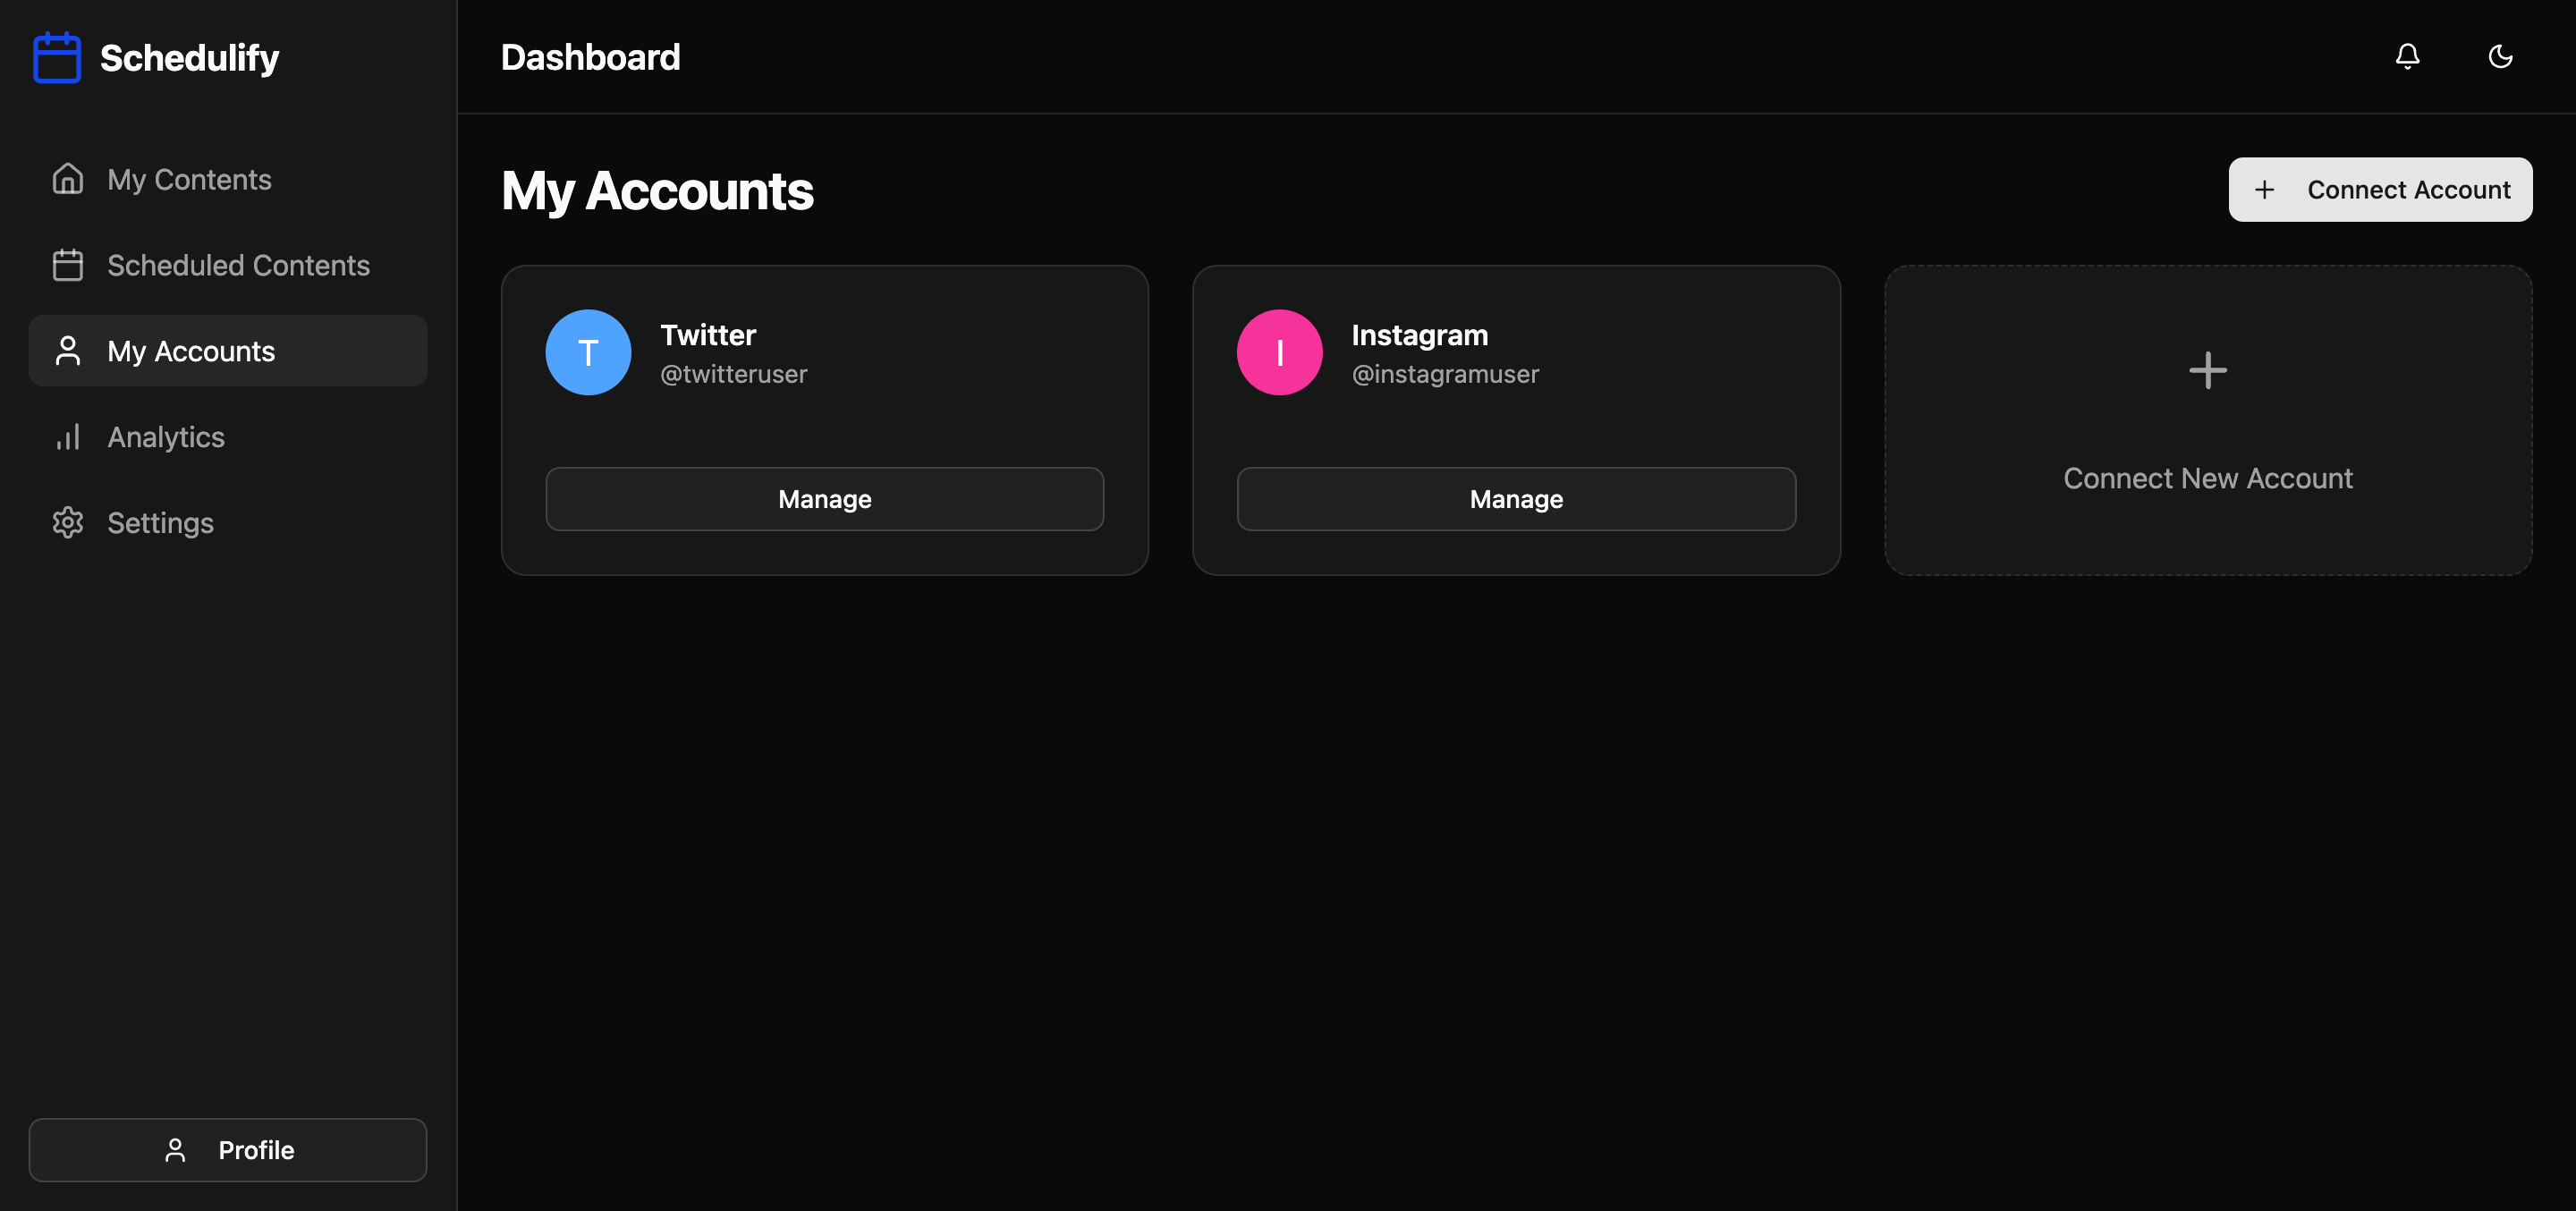 Schedulify
My Contents
Scheduled Contents
My Accounts
Analytics
Settings
Profile
Dashboard
My Accounts
Connect Account
T
Twitter
@twitteruser
Manage
I
Instagram
@instagramuser
Manage
Connect New Account